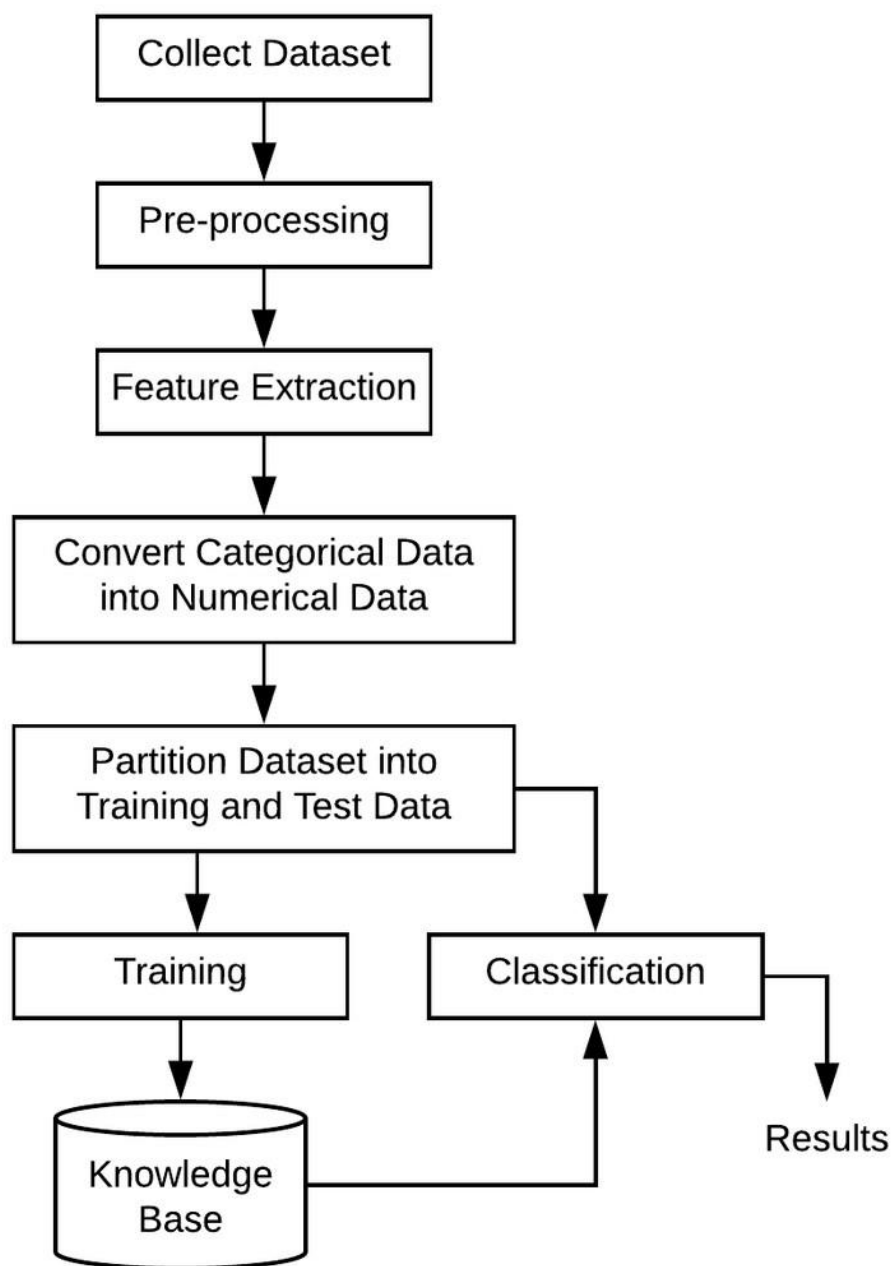 Collect Dataset
Pre-processing
Feature Extraction
Convert Categorical Data
into Numerical Data
Partition Dataset into
Training and Test Data
Training
Classification
Results
Knowledge
Base